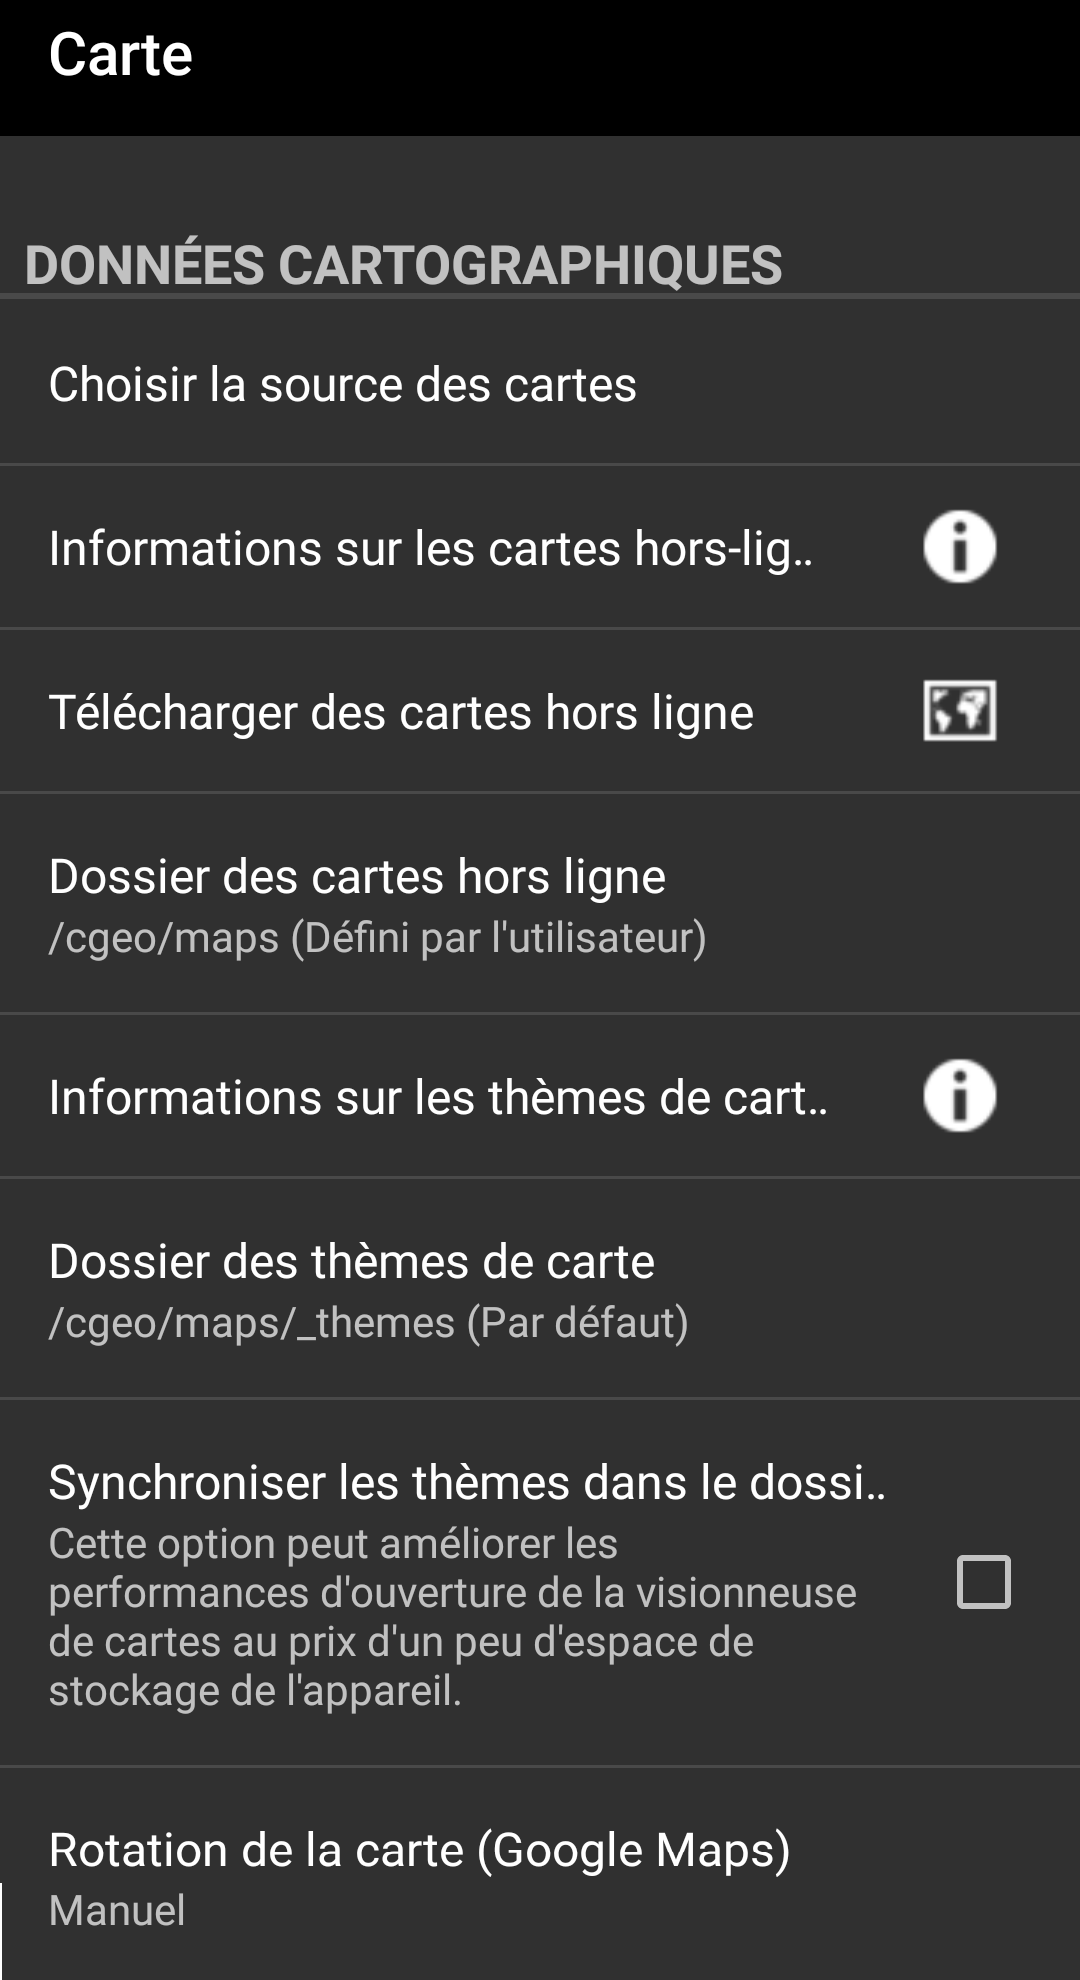 Carte
DONNÉES CARTOGRAPHIQUES
Choisir la source des cartes
Informations sur les cartes hors-lig..
Télécharger des cartes hors ligne
Dossier des cartes hors ligne
/cgeo/maps (Défini par l'utilisateur)
Informations sur les thèmes de cart..
Dossier des thèmes de carte
/cgeo/maps/_themes (Par défaut)
Synchroniser les thèmes dans le dossi..
Cette option peut améliorer les
performances d'ouverture de la visionneuse
de cartes au prix d'un peu d'espace de
stockage de l'appareil.
Rotation de la carte (Google Maps)
Manuel